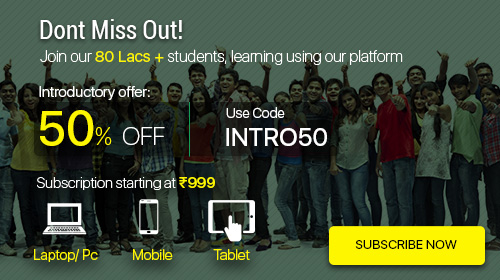 Dont Miss Out!
Join our 80 Lacs + students, learning using our platform
Introductory offer:
50% OFF
Use Code
INTRO50
Subscription starting at ₹999
Laptop/ Pc
Mobile
Tablet
SUBSCRIBE NOW